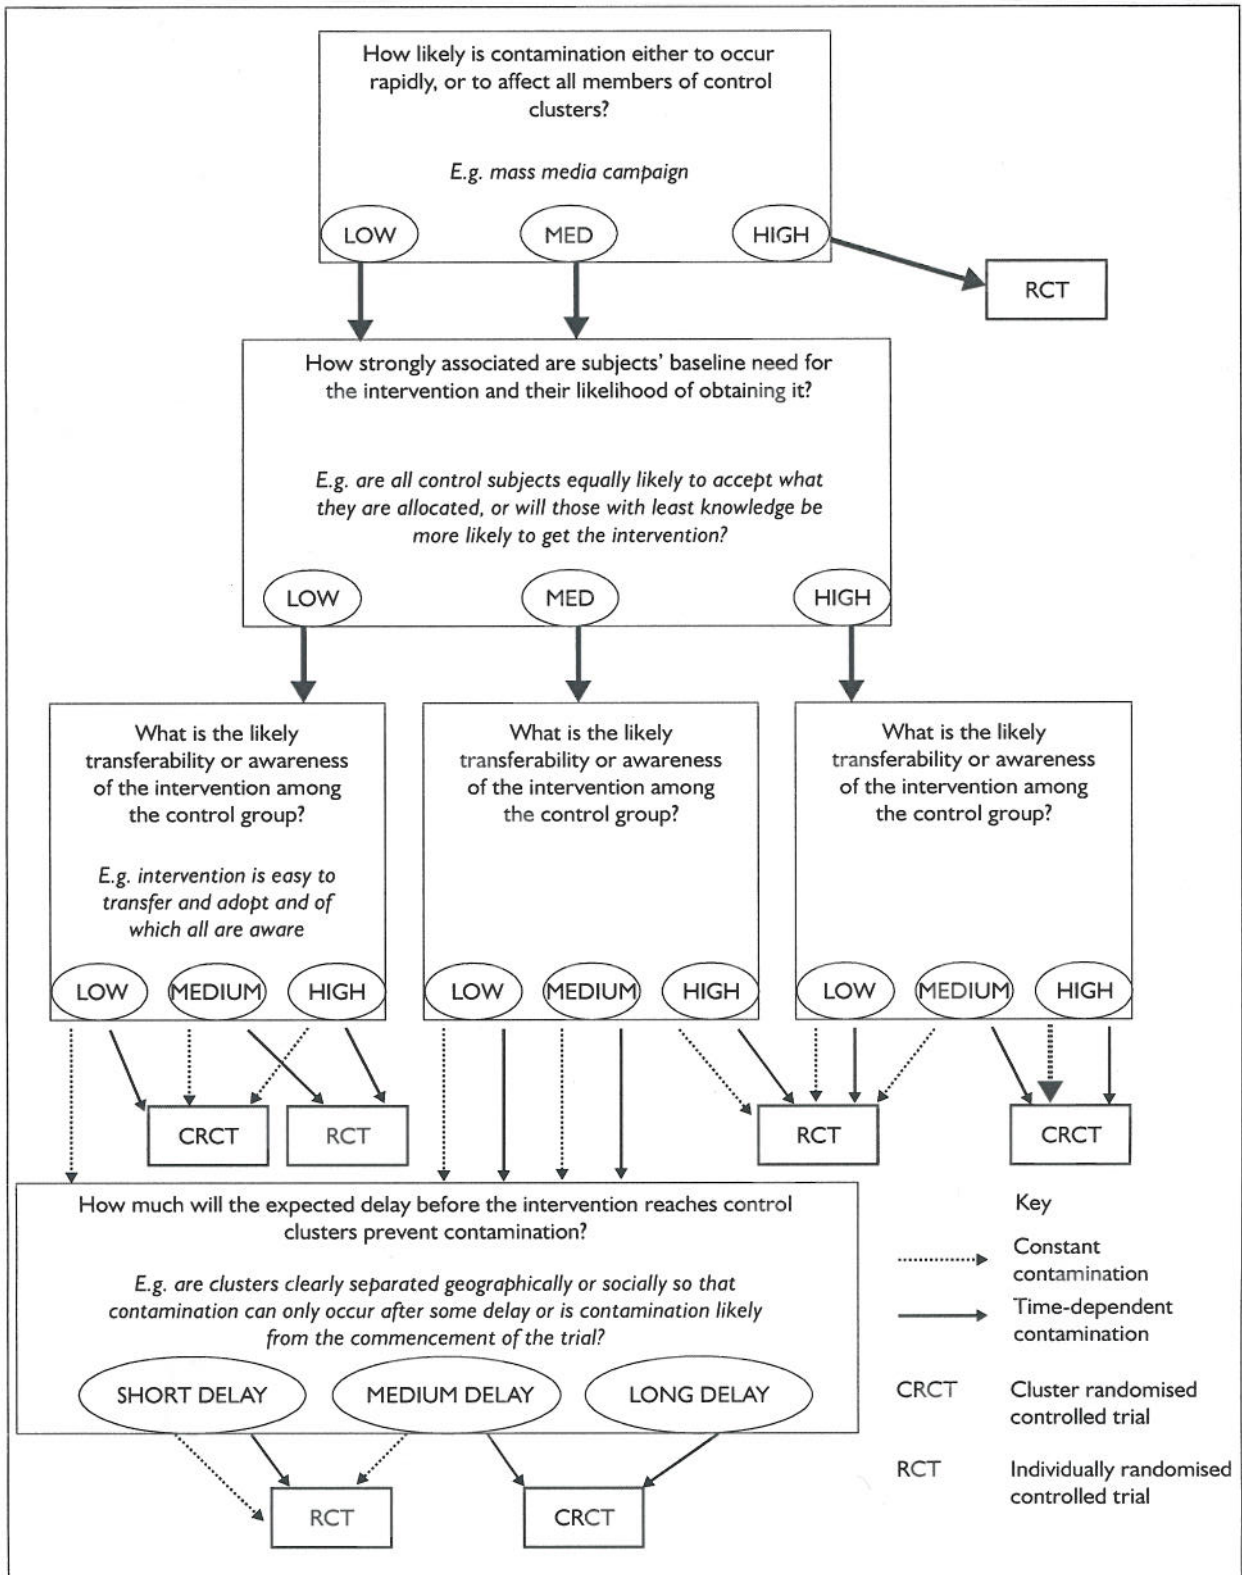 How likely is contamination either to occur
rapidly, or to affect all members of control
clusters?
E.g. mass media campaign
LOW
MED
HIGH
RCT
How strongly associated are subjects' baseline need for
the intervention and their likelihood of obtaining it?
E.g. are all control subjects equally likely to accept what
they are allocated, or will those with least knowledge be
more likely to get the intervention?
LOW
MED
HIGH
What is the likely
transferability or awareness
of the intervention among
the control group?
E.g. intervention is easy to
transfer and adopt and of
which all are aware
LOW
MEDIUM
HIGH
What is the likely
transferability or awareness
of the intervention among
the control group?
LOW
MEDIUM
HIGH
What is the likely
transferability or awareness
of the intervention among
the control group?
LOW
MEDIUM
HIGH
CRCT
RCT
RCT
CRCT
How much will the expected delay before the intervention reaches control
clusters prevent contamination?
E.g. are clusters clearly separated geographically or socially so that
contamination can only occur after some delay or is contamination likely
from the commencement of the trial?
SHORT DELAY
MEDIUM DELAY
LONG DELAY
RCT
CRCT
Key
Constant
contamination
Time-dependent
contamination
CRCT Cluster randomised
controlled trial
RCT Individually randomised
controlled trial